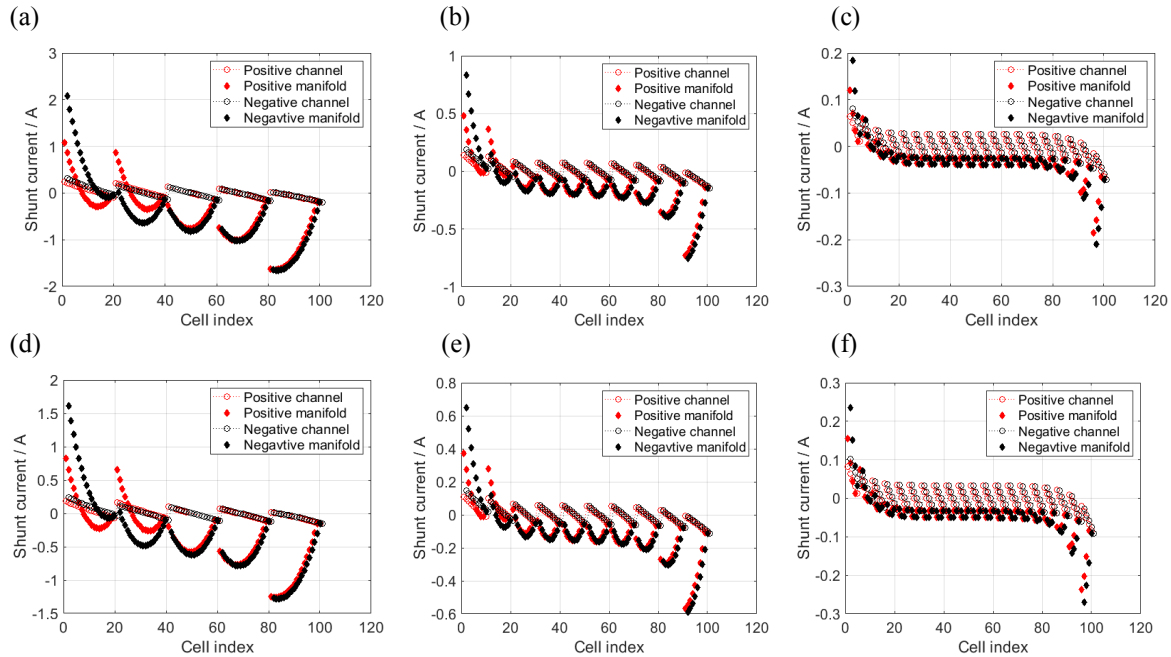 (a)
3
2
1
0
-1
-2
0 20 40 60 80 100 120
Shunt current / A
Cell index
Positive channel
Positive manifold
Negative channel
Negavtive manifold
(b)
1
0.5
0
-0.5
-1
0 20 40 60 80 100 120
Shunt current / A
Cell index
Positive channel
Positive manifold
Negative channel
Negavtive manifold
(c)
0.2
0.1
0
-0.1
-0.2
-0.3
0 20 40 60 80 100 120
Shunt current / A
Cell index
Positive channel
Positive manifold
Negative channel
Negavtive manifold
(d)
2
1.5
1
0.5
0
-0.5
-1
-1.5
0 20 40 60 80 100 120
Shunt current / A
Cell index
Positive channel
Positive manifold
Negative channel
Negavtive manifold
(e)
0.8
0.6
0.4
0.2
0
-0.2
-0.4
-0.6
0 20 40 60 80 100 120
Shunt current / A
Cell index
Positive channel
Positive manifold
Negative channel
Negavtive manifold
(f)
0.3
0.2
0.1
0
-0.1
-0.2
-0.3
0 20 40 60 80 100 120
Shunt current / A
Cell index
Positive channel
Positive manifold
Negative channel
Negavtive manifold